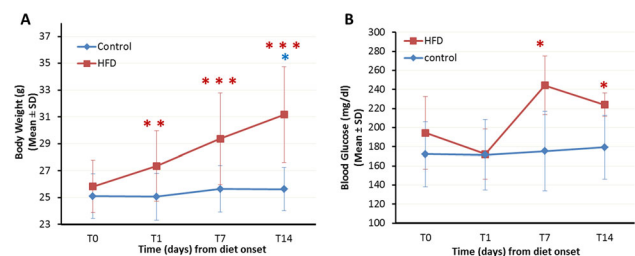 A
Control
HFD
Body Weight (g)
(Mean ± SD)
37
35
33
31
29
27
25
23
* *
* * *
* * *
*
T0
T1
T7
T14
Time (days) from diet onset
B
HFD
control
Blood Glucose (mg/dl)
(Mean ± SD)
300
280
260
240
220
200
180
160
140
120
100
*
*
T0
T1
T7
T14
Time (days) from diet onset